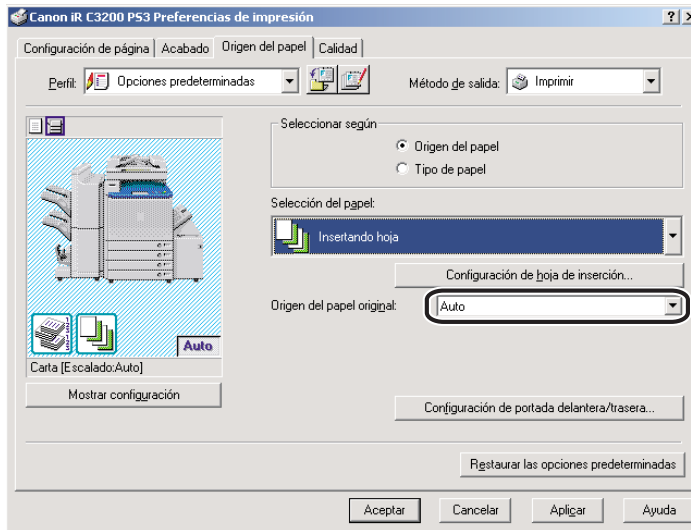 Canon iR C3200 PS3 Preferencias de impresión
Configuración de página Acabado Origen del papel Calidad
Perfil: Opciones predeterminadas Método de salida: Imprimir
Seleccionar según
Origen del papel
Tipo de papel
Selección del papel:
Insertando hoja
Configuración de hoja de inserción...
Origen del papel original: Auto
Auto
Carta [Escalado:Auto]
Mostrar configuración
Configuración de portada delantera/trasera...
Restaurar las opciones predeterminadas
Aceptar Cancelar Aplicar Ayuda